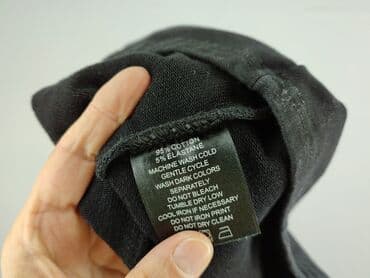 95% COTTON
5% ELASTANE
MACHINE WASH COLD
GENTLE CYCLE
WASH DARK COLORS
SEPARATELY
DO NOT BLEACH
TUMBLE DRY LOW
COOL IRON IF NECESSARY
DO NOT IRON PRINT
DO NOT DRY CLEAN